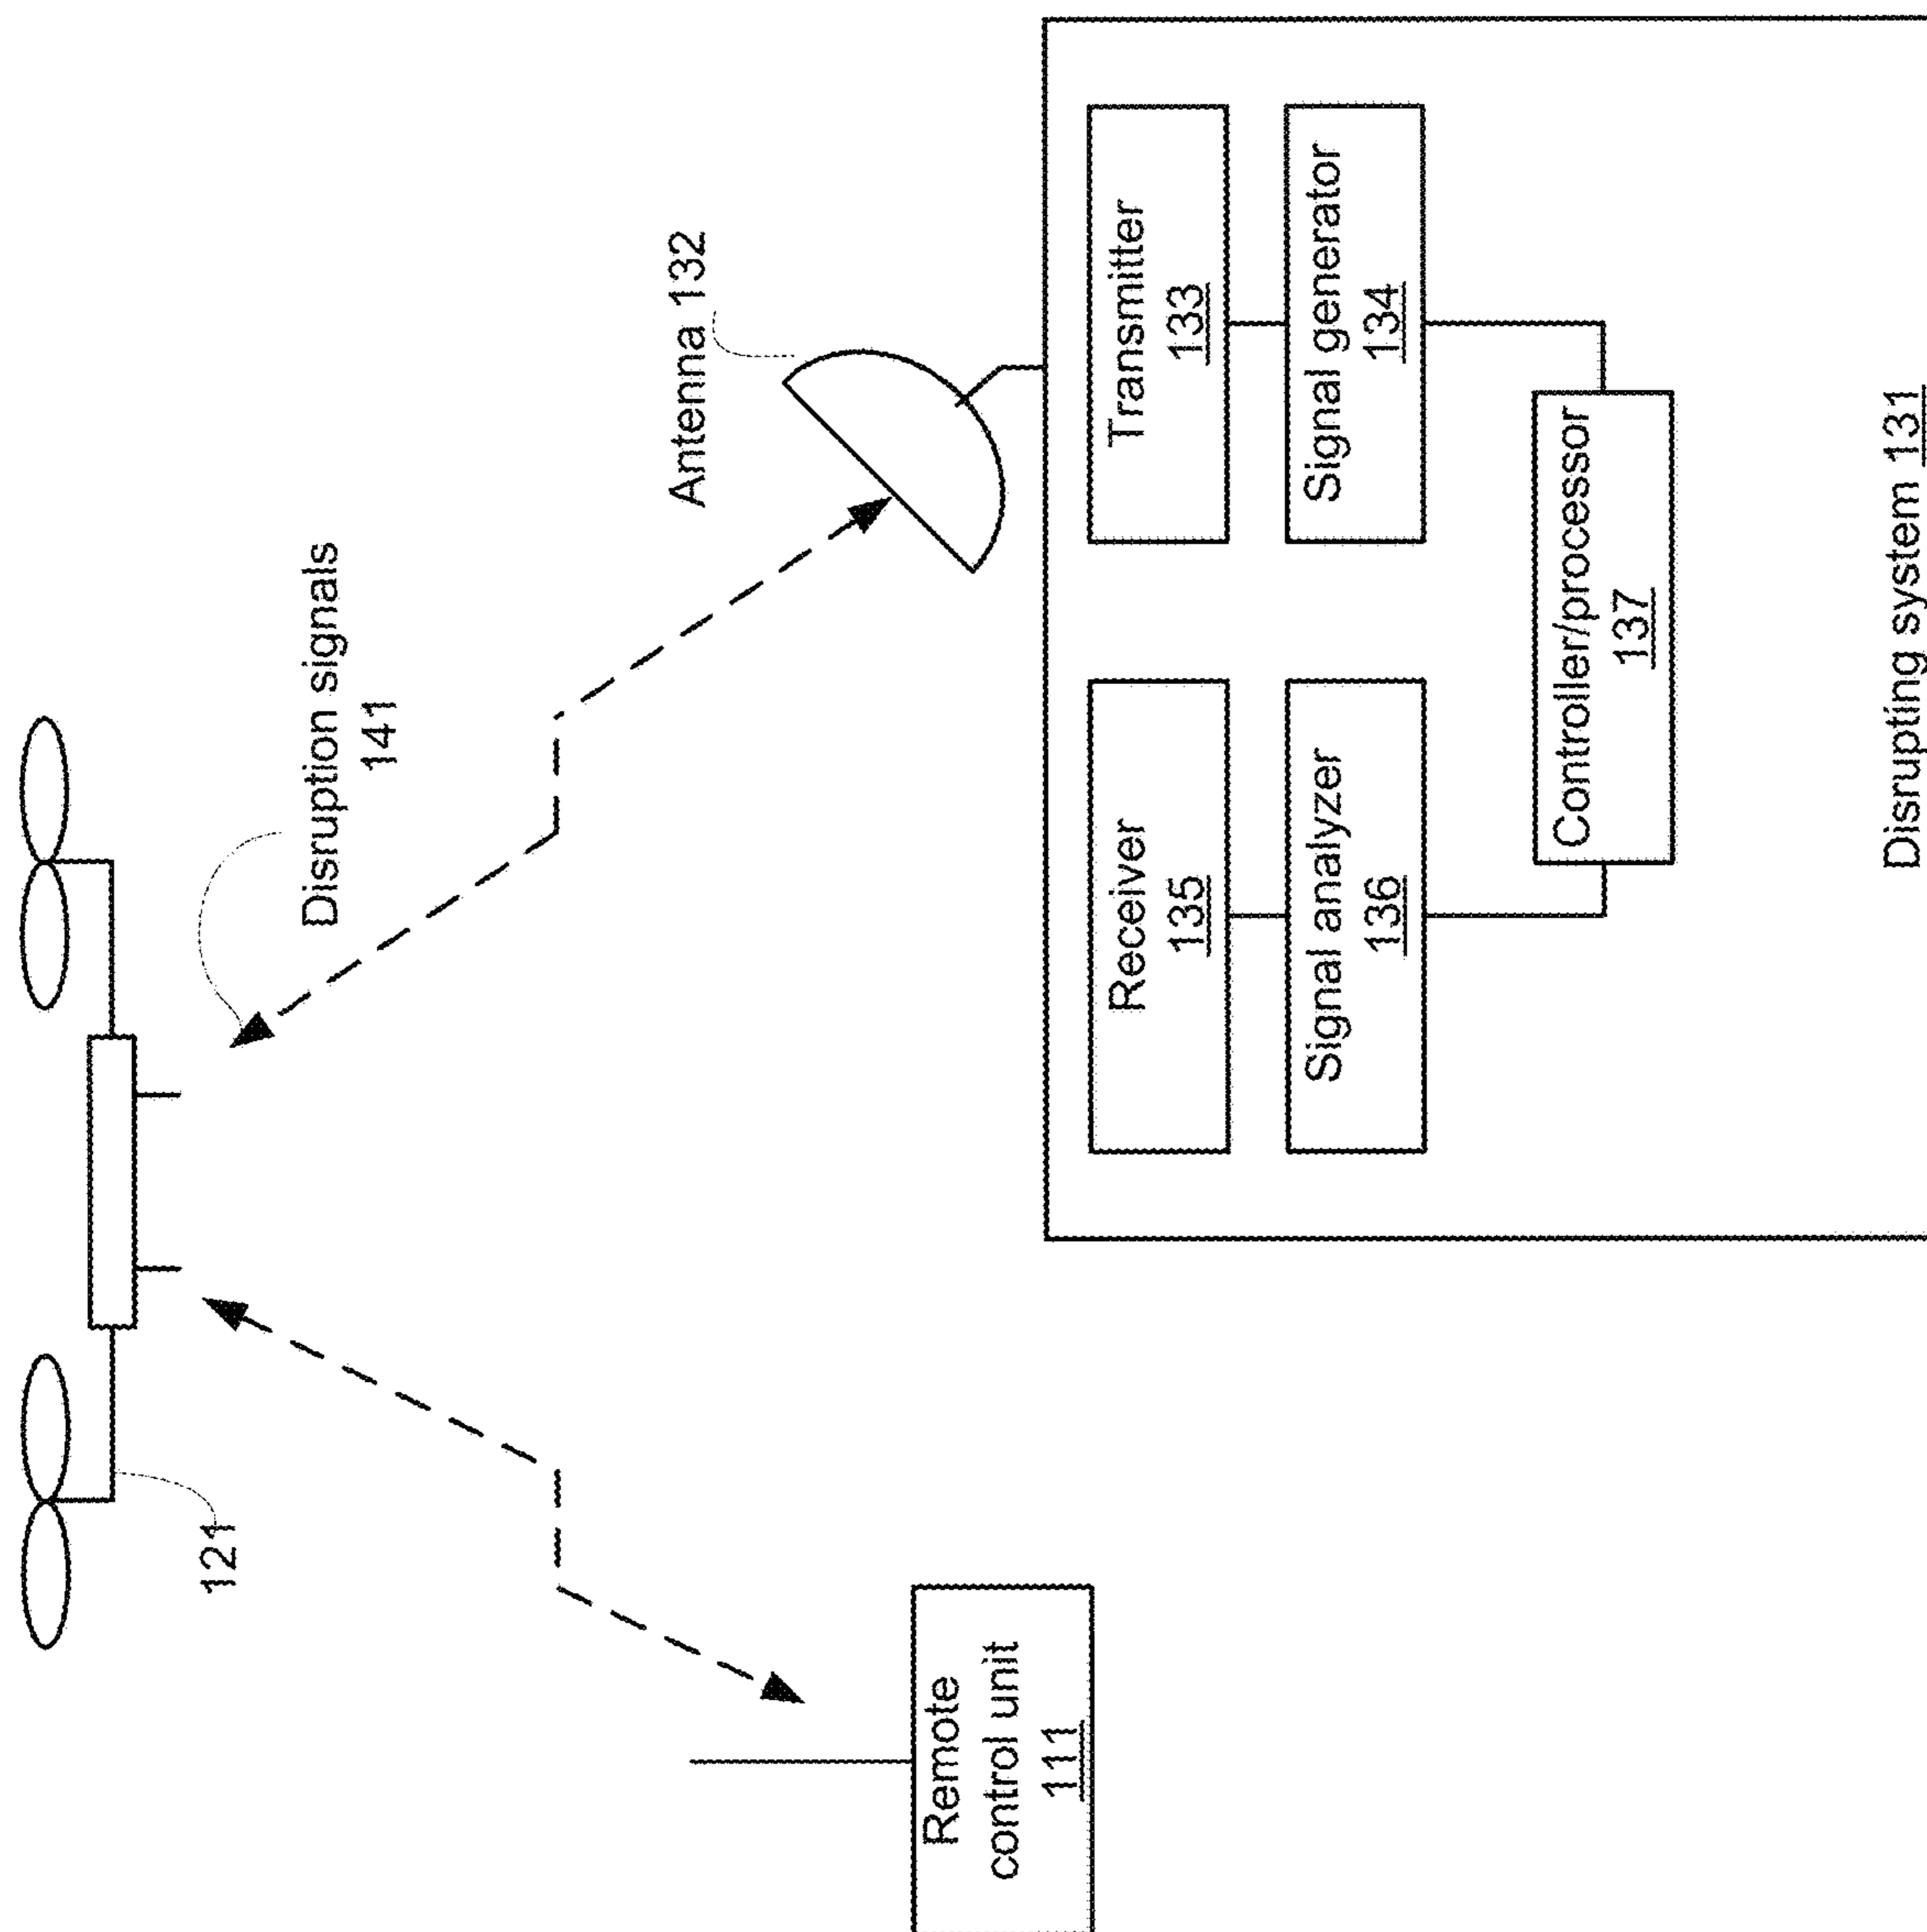 121
Disruption signals
141
Antenna 132
Remote
control unit
111
Receiver
135
Transmitter
133
Signal analyzer
136
Signal generator
134
Controller/processor
137
Disrupting system 131